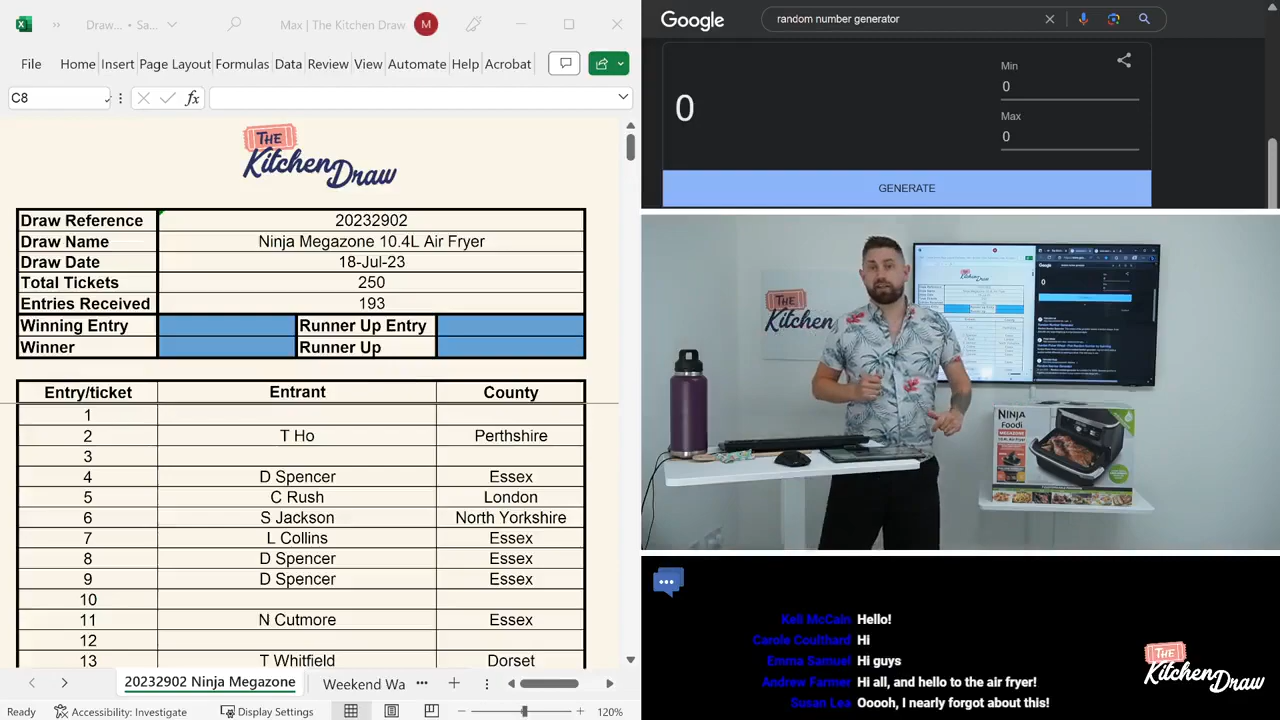 Draw... • Sa...
Max | The Kitchen Draw
M
File Home Insert Page Layout Formulas Data Review View Automate Help Acrobat
C8
fx
THE
Kitchen Draw
Draw Reference 20232902
Draw Name Ninja Megazone 10.4L Air Fryer
Draw Date 18-Jul-23
Total Tickets 250
Entries Received 193
Winning Entry Runner Up Entry
Winner Runner Up
Entry/ticket Entrant County
1
2 T Ho Perthshire
3
4 D Spencer Essex
5 C Rush London
6 S Jackson North Yorkshire
7 L Collins Essex
8 D Spencer Essex
9 D Spencer Essex
10
11 N Cutmore Essex
12
13 T Whitfield Dorset
20232902 Ninja Megazone
Weekend Wa ...
Ready
Accessibility: Investigate
Display Settings
120%
Google
random number generator
0
Min
0
Max
0
GENERATE
THE
Kitchen
NINJA
Foodi
MEGAZONE
Keli McCain Hello!
Carole Coulthard Hi
Emma Samuel Hi guys
Andrew Farmer Hi all, and hello to the air fryer!
Susan Lea Ooooh, I nearly forgot about this!
THE
Kitchen Draw